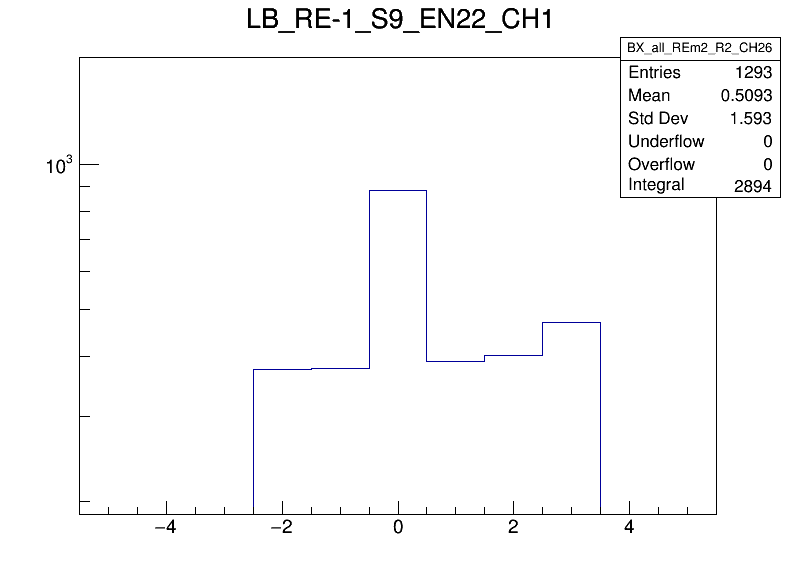 LB_RE-1_S9_EN22_CH1
BX_all_REm2_R2_CH26
Entries 1293
Mean 0.5093
Std Dev 1.593
Underflow 0
Overflow 0
Integral 2894
10³
−4 −2 0 2 4